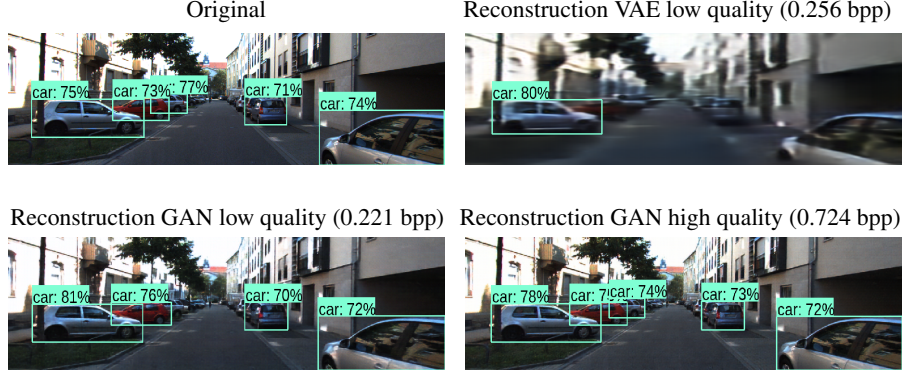 Original
car: 75%
car: 73%
: 77%
car: 71%
car: 74%
Reconstruction VAE low quality (0.256 bpp)
car: 80%
Reconstruction GAN low quality (0.221 bpp)
car: 81%
car: 76%
car: 70%
car: 72%
Reconstruction GAN high quality (0.724 bpp)
car: 78%
car:
car: 74%
car: 73%
car: 72%